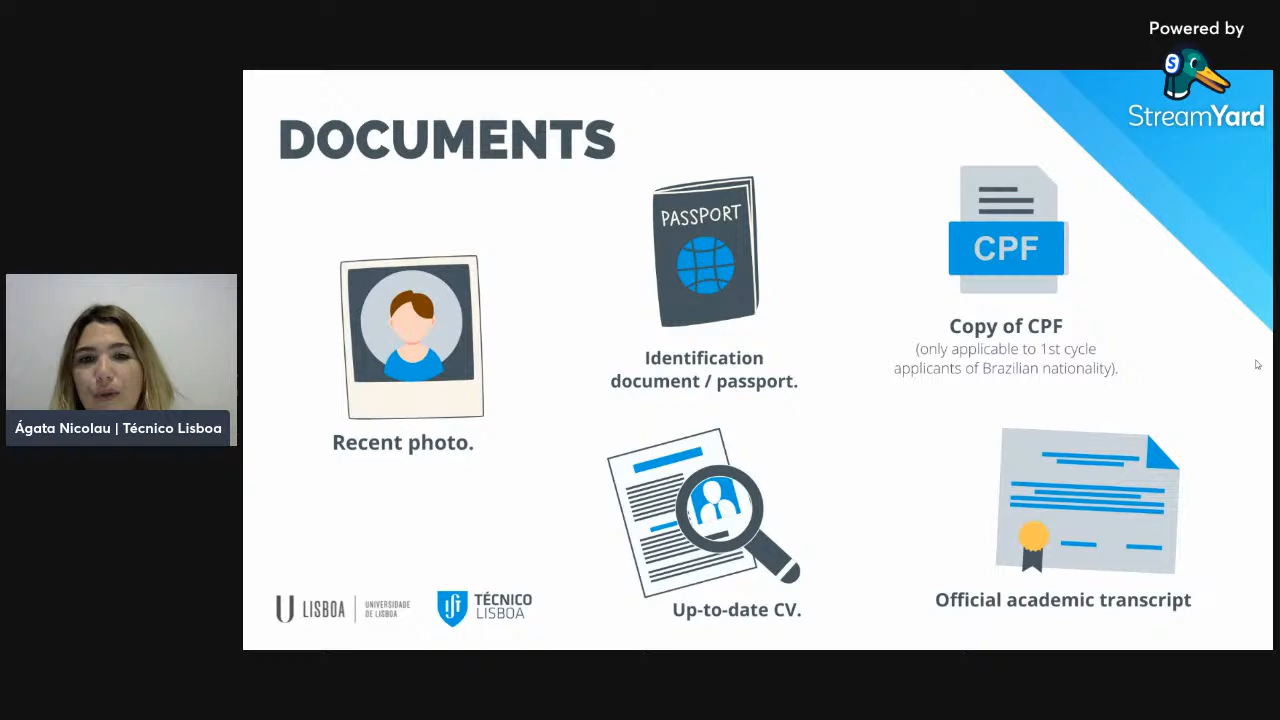 Powered by
StreamYard
DOCUMENTS
PASSPORT
CPF
Copy of CPF
(only applicable to 1st cycle
applicants of Brazilian nationality).
Identification
document / passport.
Ágata Nicolau | Técnico Lisboa
Recent photo.
Up-to-date CV.
Official academic transcript
U LISBOA | UNIVERSIDADE
DE LISBOA
TÉCNICO
LISBOA